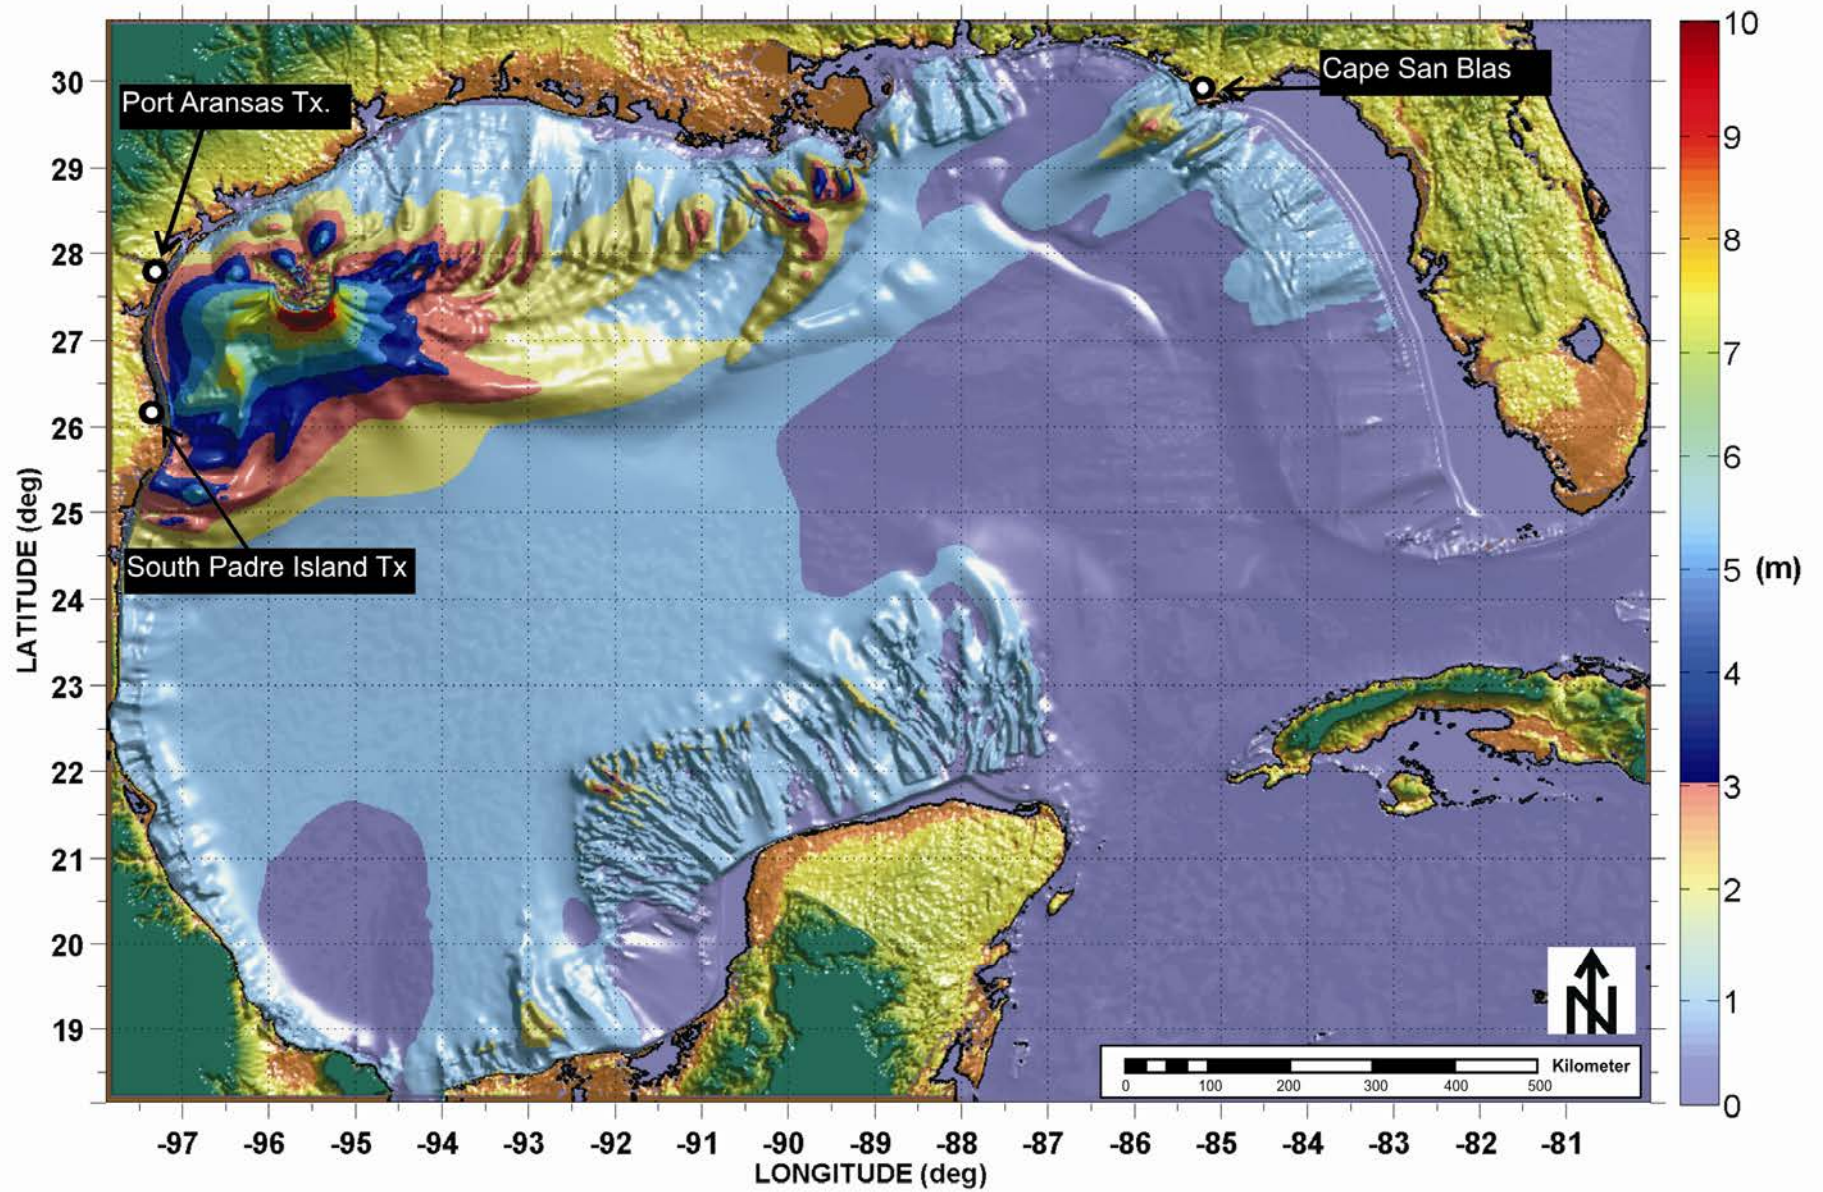 Port Aransas Tx.
Cape San Blas
South Padre Island Tx
LATITUDE (deg)
30
29
28
27
26
25
24
23
22
21
20
19
-97 -96 -95 -94 -93 -92 -91 -90 -89 -88 -87 -86 -85 -84 -83 -82 -81
LONGITUDE (deg)
10
9
8
7
6
5 (m)
4
3
2
1
0
N
Kilometer
0 100 200 300 400 500